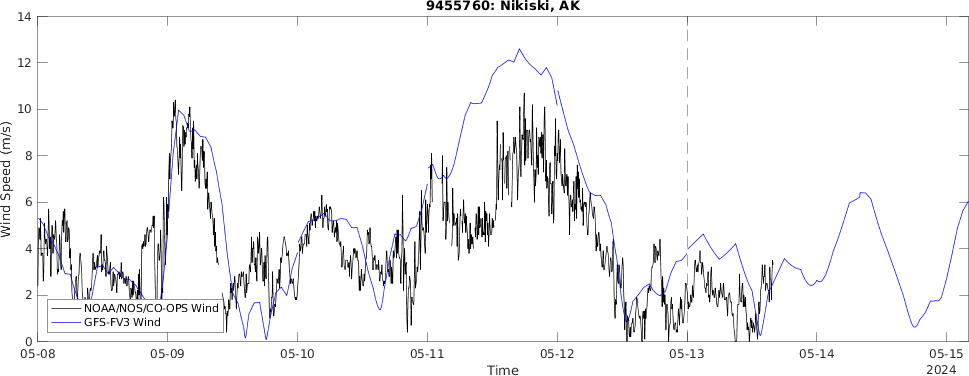 9455760: Nikiski, AK
14
12
10
8
6
4
2
0
Wind Speed (m/s)
NOAA/NOS/CO-OPS Wind
GFS-FV3 Wind
05-08 05-09 05-10 05-11 05-12 05-13 05-14 05-15
Time
2024